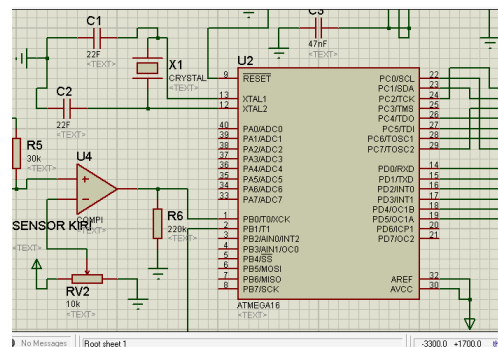 C1
22F
<TEXT>
C2
22F
<TEXT>
X1
CRYSTAL
<TEXT>
C3
47nF
<TEXT>
R5
30k
<TEXT>
U4
COMPI
SENSOR KIRI
<TEXT>
R6
220k
<TEXT>
RV2
10k
<TEXT>
U2
9 RESET
13 XTAL1
12 XTAL2
40 PA0/ADC0
39 PA1/ADC1
38 PA2/ADC2
37 PA3/ADC3
36 PA4/ADC4
35 PA5/ADC5
34 PA6/ADC6
33 PA7/ADC7
1 PB0/T0/XCK
2 PB1/T1
3 PB2/AIN0/INT2
4 PB3/AIN1/OC0
5 PB4/SS
6 PB5/MOSI
7 PB6/MISO
8 PB7/SCK
PC0/SCL 22
PC1/SDA 23
PC2/TCK 24
PC3/TMS 25
PC4/TDO 26
PC5/TDI 27
PC6/TOSC1 28
PC7/TOSC2 29
PD0/RXD 14
PD1/TXD 15
PD2/INT0 16
PD3/INT1 17
PD4/OC1B 18
PD5/OC1A 19
PD6/ICP1 20
PD7/OC2 21
AREF 32
AVCC 30
ATMEGA16
<TEXT>
No Messages
Root sheet 1
-3300.0 +1700.0